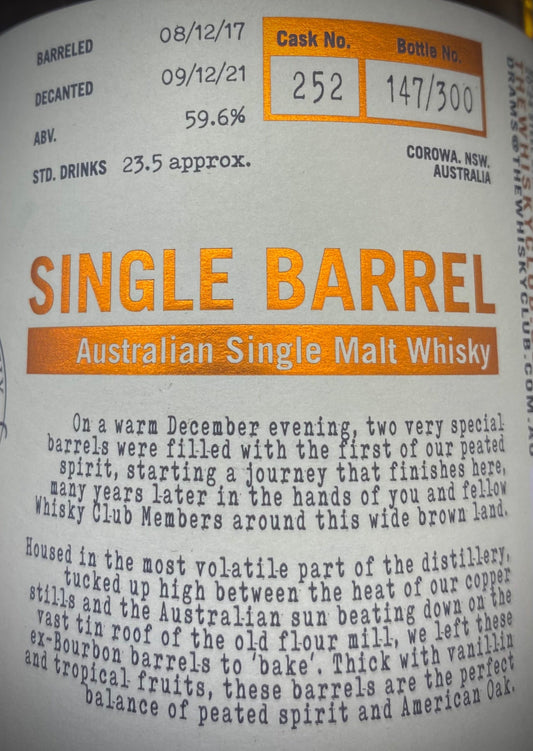 BARRELED 08/12/17
DECANTED 09/12/21
ABV. 59.6%
STD. DRINKS 23.5 approx.
Cask No. Bottle No.
252 147/300
COROWA. NSW.
AUSTRALIA
SINGLE BARREL
Australian Single Malt Whisky
On a warm December evening, two very special
barrels were filled with the first of our peated
spirit, starting a journey that finishes here,
many years later in the hands of you and fellow
Whisky Club Members around this wide brown land.
Housed in the most volatile part of the distillery,
tucked up high between the heat of our copper
stills and the Australian sun beating down on the
vast tin roof of the old flour mill, we left these
ex-Bourbon barrels to 'bake'. Thick with vanillin
and tropical fruits, these barrels are the perfect
balance of peated spirit and American Oak.
DRAMS@THEWHISKYCLUB.COM.AU